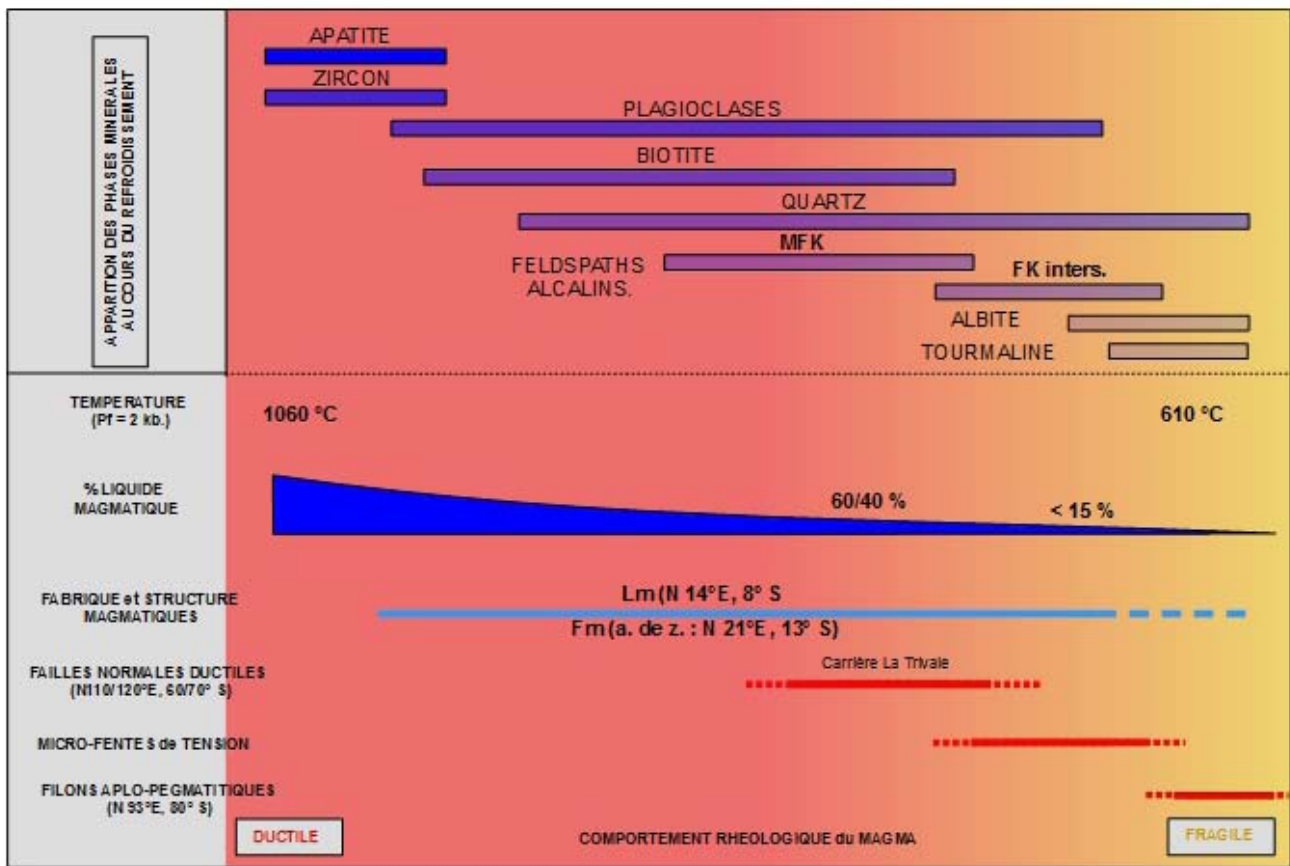 APPARITION DES PHASES MINERALES
AU COURS DU REFROIDISSEMENT
APATITE
ZIRCON
PLAGIOCLASES
BIOTITE
QUARTZ
MFK
FELDSPATHS
ALCALINS.
FK inters.
ALBITE
TOURMALINE
TEMPERATURE
(Pf = 2 kb.)
1060 °C
610 °C
% LIQUIDE
MAGMATIQUE
60/40 %
< 15 %
FABRIQUE et STRUCTURE
MAGMATIQUES
Lm (N 14°E, 8° S
Fm (a. de z. : N 21°E, 13° S)
FAILLES NORMALES DUCTILES
(N110/120°E, 60/70° S)
Carrière La Trivale
MICRO-FENTES de TENSION
FILONS APLO-PEGMATITIQUES
(N 93°E, 80° S)
DUCTILE
COMPORTEMENT RHEOLOGIQUE du MAGMA
FRAGILE